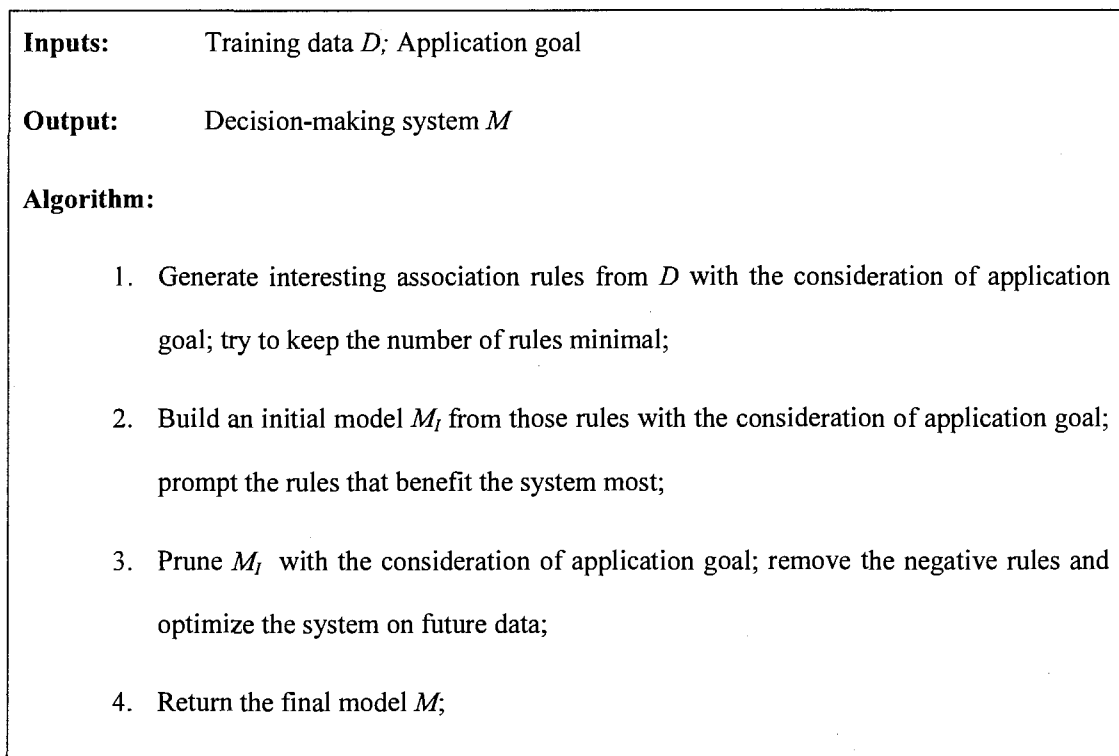 Inputs: Training data D; Application goal
Output: Decision-making system M
Algorithm:
1. Generate interesting association rules from D with the consideration of application
goal; try to keep the number of rules minimal;
2. Build an initial model M_I from those rules with the consideration of application goal;
prompt the rules that benefit the system most;
3. Prune M_I with the consideration of application goal; remove the negative rules and
optimize the system on future data;
4. Return the final model M;